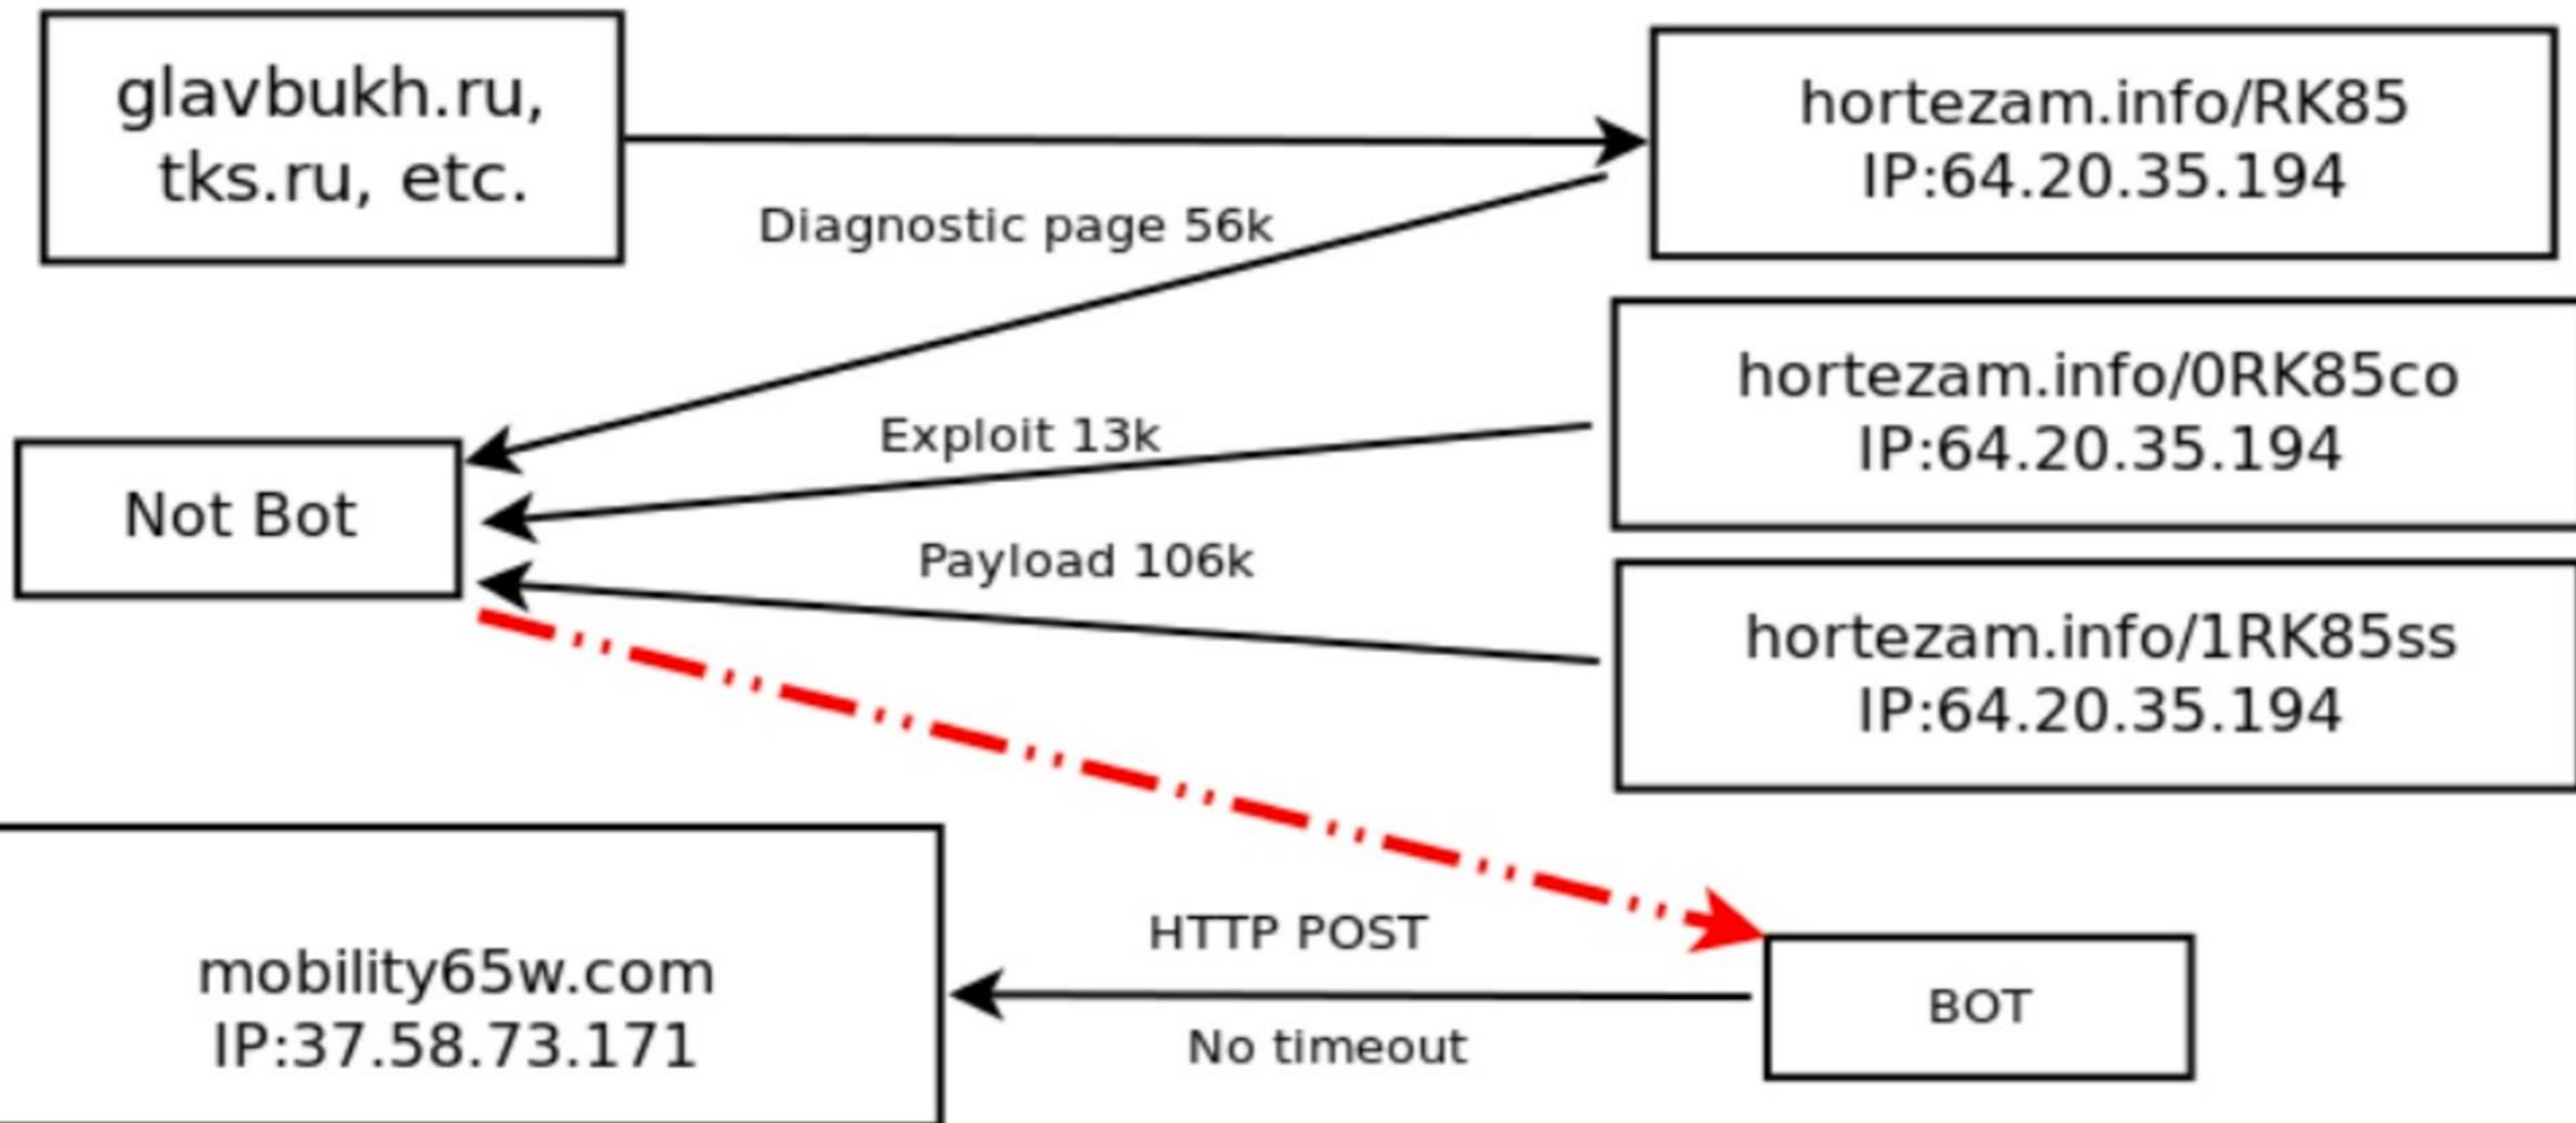 glavbukh.ru,
tks.ru, etc.
hortezam.info/RK85
IP:64.20.35.194
Diagnostic page 56k
hortezam.info/0RK85co
IP:64.20.35.194
Exploit 13k
Not Bot
Payload 106k
hortezam.info/1RK85ss
IP:64.20.35.194
HTTP POST
mobility65w.com
IP:37.58.73.171
BOT
No timeout